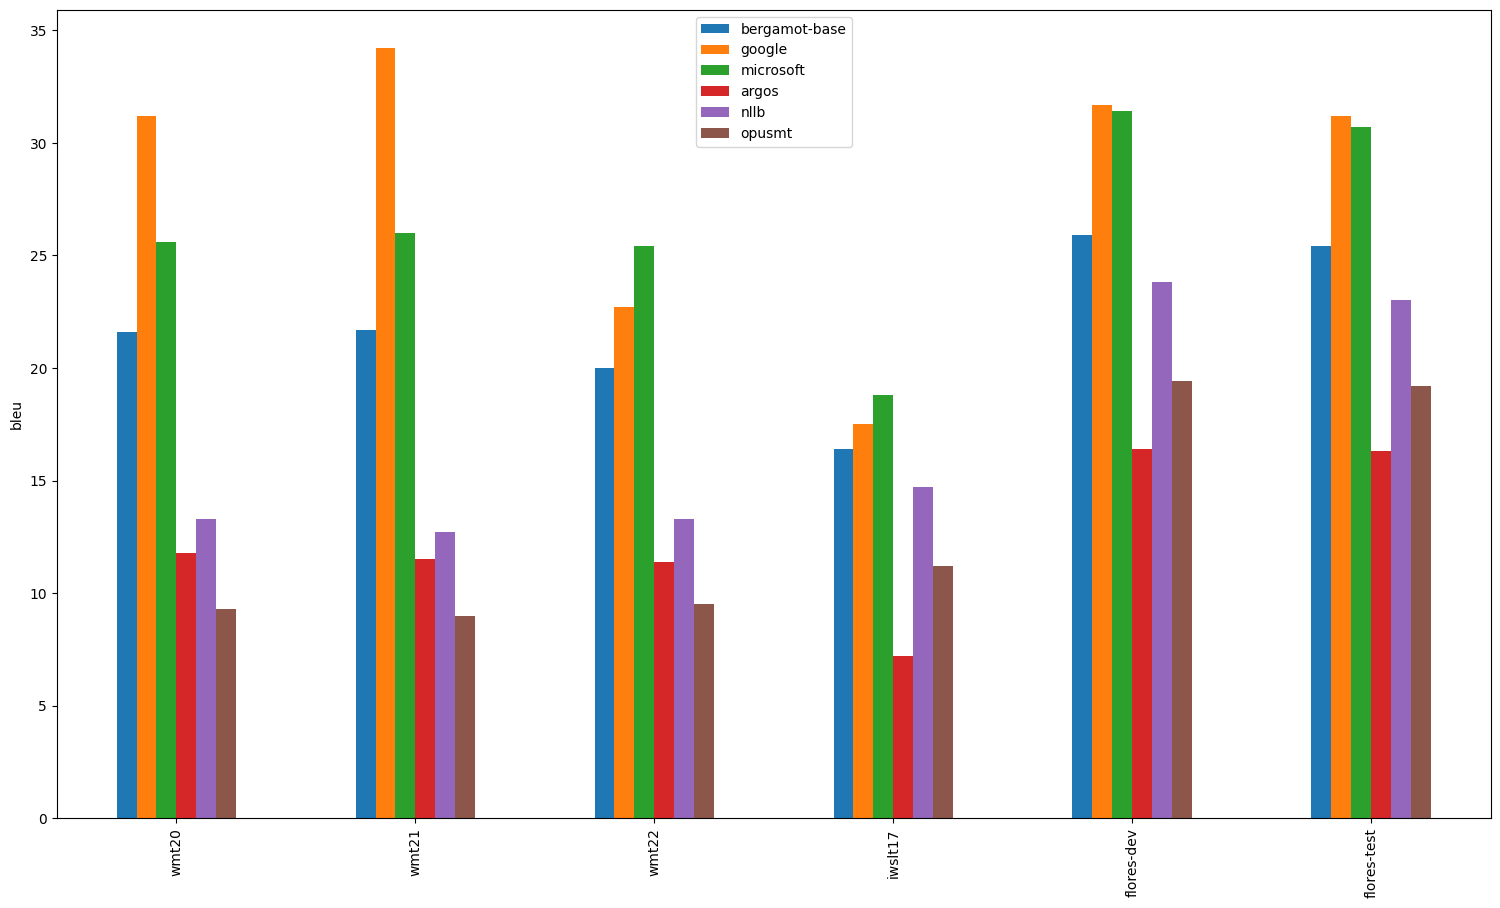 bergamot-base
google
microsoft
argos
nllb
opusmt
35
30
25
20
15
10
5
0
bleu
wmt20
wmt21
wmt22
iwslt17
flores-dev
flores-test